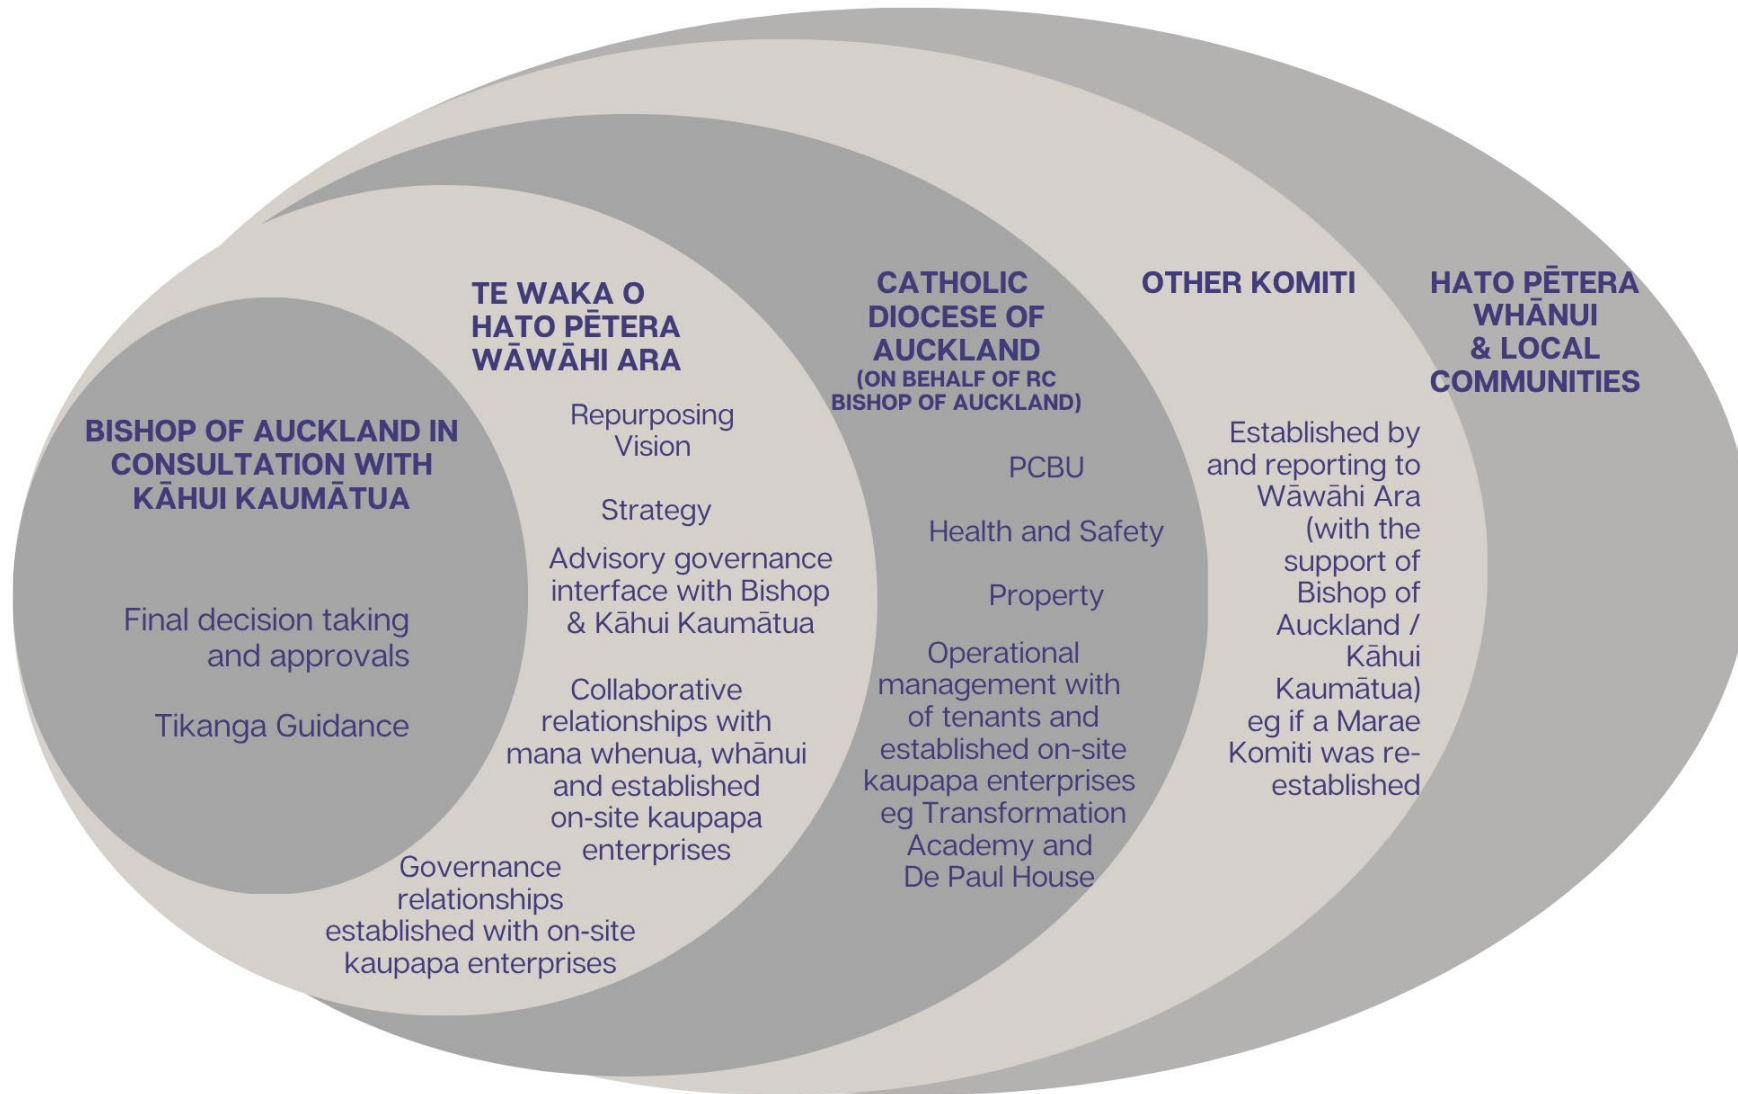 BISHOP OF AUCKLAND IN
CONSULTATION WITH
KĀHUI KAUMĀTUA
Final decision taking
and approvals
Tikanga Guidance
TE WAKA O
HATO PĒTERA
WĀWĀHI ARA
Repurposing
Vision
Strategy
Advisory governance
interface with Bishop
& Kāhui Kaumātua
Collaborative
relationships with
mana whenua, whānui
and established
on-site kaupapa
enterprises
Governance
relationships
established with on-site
kaupapa enterprises
CATHOLIC
DIOCESE OF
AUCKLAND
(ON BEHALF OF RC
BISHOP OF AUCKLAND)
PCBU
Health and Safety
Property
Operational
management with
of tenants and
established on-site
kaupapa enterprises
eg Transformation
Academy and
De Paul House
OTHER KOMITI
Established by
and reporting to
Wāwāhi Ara
(with the
support of
Bishop of
Auckland /
Kāhui
Kaumātua)
eg if a Marae
Komiti was re-
established
HATO PĒTERA
WHĀNUI
& LOCAL
COMMUNITIES